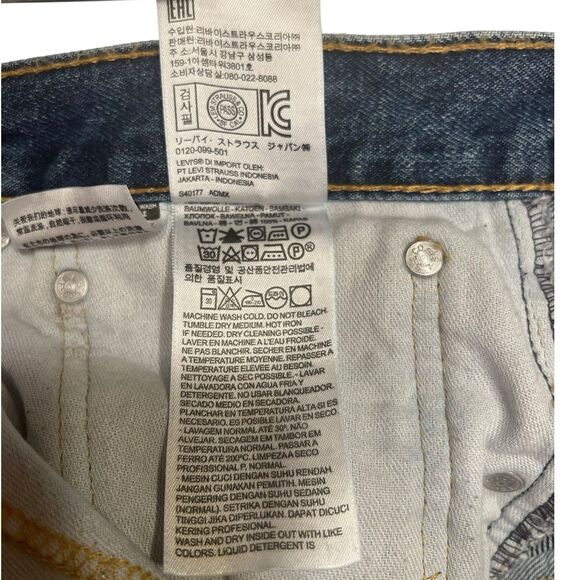 EAC
수입원: 리바이스트라우스코리아(주)
판매원: 리바이스트라우스코리아(주)
주 소: 서울시 강남구 삼성동
159-1아셈타워3801호
소비자상담실:080-022-8088
검
사
필
PASS
リーバイ・ストラウス ジャパン㈱
0120-099-501
LEVI'S® DI IMPORT OLEH:
PT LEVI STRAUSS INDONESIA
JAKARTA - INDONESIA
S40177 ADMX
BAUMWOLLE - KATOEN - BAMBAKI -
ХЛОПОК - BAWEŁNA - PAMUT -
品질경영 및 공산품안전관리법에
의한 품질표시
MACHINE WASH COLD. DO NOT BLEACH.
TUMBLE DRY MEDIUM. HOT IRON
IF NEEDED. DRY CLEANING POSSIBLE -
LAVER EN MACHINE A L'EAU FROIDE.
NE PAS BLANCHIR. SECHER EN MACHINE
A TEMPERATURE MOYENNE. REPASSER A
TEMPERATURE ELEVEE AU BESOIN.
NETTOYAGE A SEC POSSIBLE. - LAVAR
EN LAVADORA CON AGUA FRIA Y
DETERGENTE. NO USAR BLANQUEADOR.
SECADO MEDIO EN SECADORA.
PLANCHAR EN TEMPERATURA ALTA-SI ES
NECESARIO. ES POSIBLE LAVAR EN SECO
- LAVAGEM NORMAL ATÉ 30º. NÃO
ALVEJAR. SECAGEM EM TAMBOR EM
TEMPERATURA NORMAL. PASSAR A
FERRO ATÉ 200ºC. LIMPEZA A SECO
PROFISSIONAL P, NORMAL.
- MESIN CUCI DENGAN SUHU RENDAH.
JANGAN GUNAKAN PEMUTIH. MESIN
PENGERING DENGAN SUHU SEDANG
(NORMAL). SETRIKA DENGAN SUHU
TINGGI JIKA DIPERLUKAN. DAPAT DICUCI
KERING PROFESIONAL.
WASH AND DRY INSIDE OUT WITH LIKE
COLORS. LIQUID DETERGENT IS